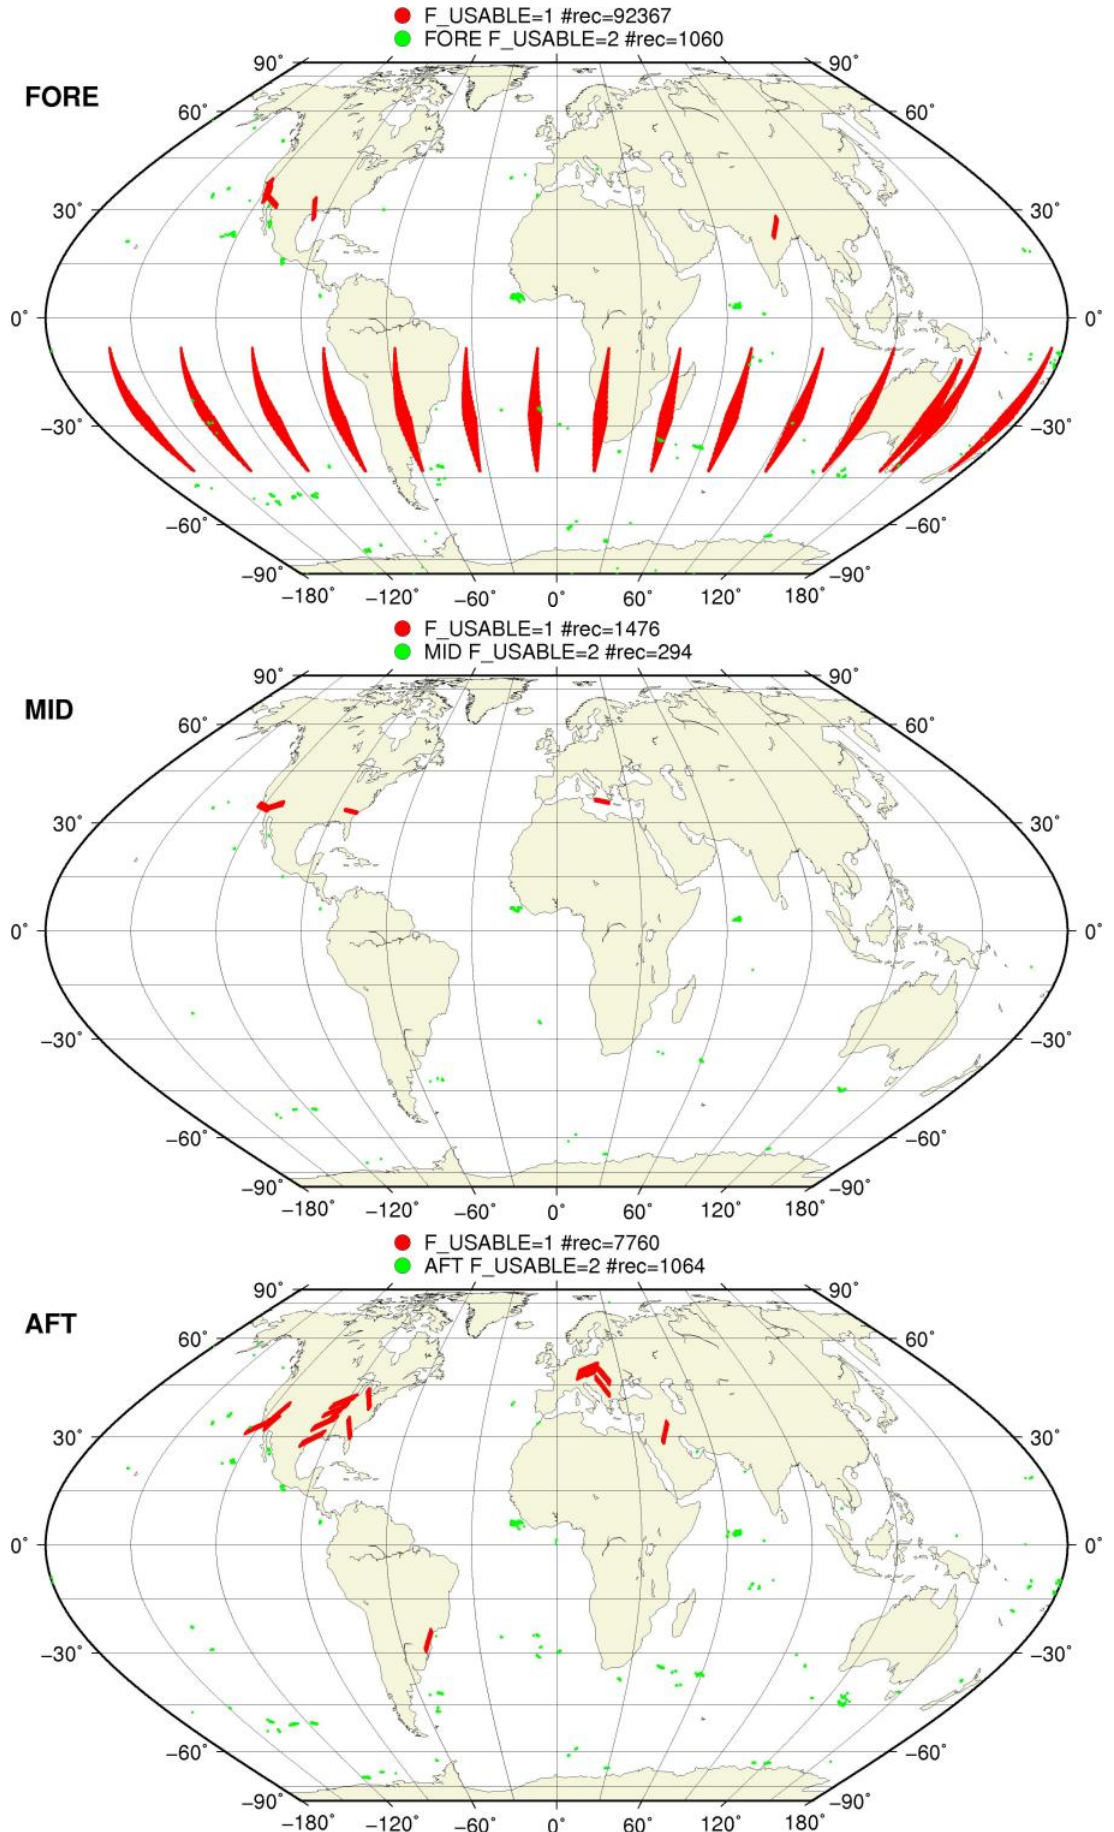 F_USABLE=1 #rec=92367
FORE F_USABLE=2 #rec=1060
FORE
90° 90°
60° 60°
30° 30°
0° 0°
−30° −30°
−60° −60°
−90° −90°
−180° −120° −60° 0° 60° 120° 180°
F_USABLE=1 #rec=1476
MID F_USABLE=2 #rec=294
MID
90° 90°
60° 60°
30° 30°
0° 0°
−30° −30°
−60° −60°
−90° −90°
−180° −120° −60° 0° 60° 120° 180°
F_USABLE=1 #rec=7760
AFT F_USABLE=2 #rec=1064
AFT
90° 90°
60° 60°
30° 30°
0° 0°
−30° −30°
−60° −60°
−90° −90°
−180° −120° −60° 0° 60° 120° 180°